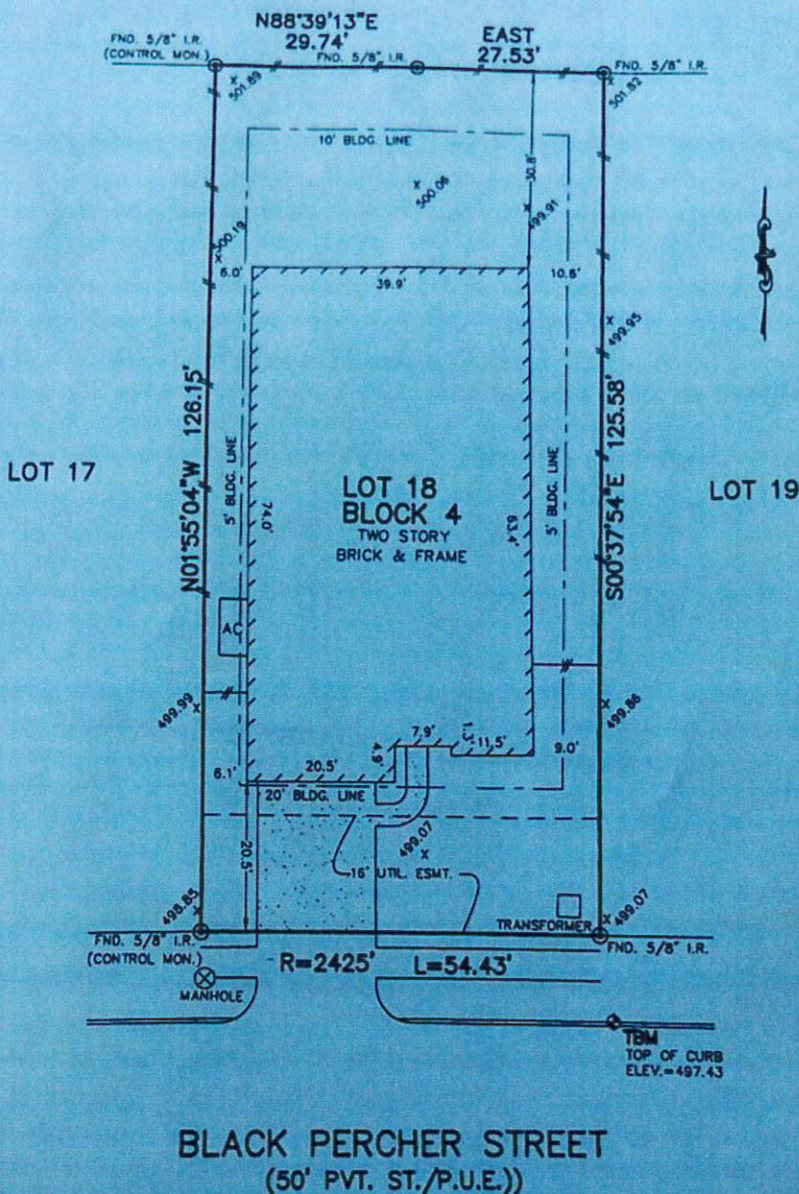 N88°39'13"E
29.74'
EAST
27.53'
FND. 5/8" I.R.
(CONTROL MON.)
FND. 5/8" I.R.
FND. 5/8" I.R.
501.89
501.82
10' BLDG. LINE
30.8'
500.06
499.91
500.19
6.0'
39.9'
10.6'
499.95
N01°55'04"W 126.15'
S00°37'54"E 125.58'
LOT 17
5' BLDG. LINE
74.0'
LOT 18
BLOCK 4
TWO STORY
BRICK & FRAME
63.4'
5' BLDG. LINE
LOT 19
AC
499.99
499.86
7.9'
4.9'
11.5'
20.5'
6.1'
9.0'
20' BLDG. LINE
20.5'
499.07
16' UTIL. ESMT.
498.85
TRANSFORMER
499.07
FND. 5/8" I.R.
(CONTROL MON.)
R=2425' L=54.43'
FND. 5/8" I.R.
MANHOLE
TBM
TOP OF CURB
ELEV.=497.43
BLACK PERCHER STREET
(50' PVT. ST./P.U.E.))